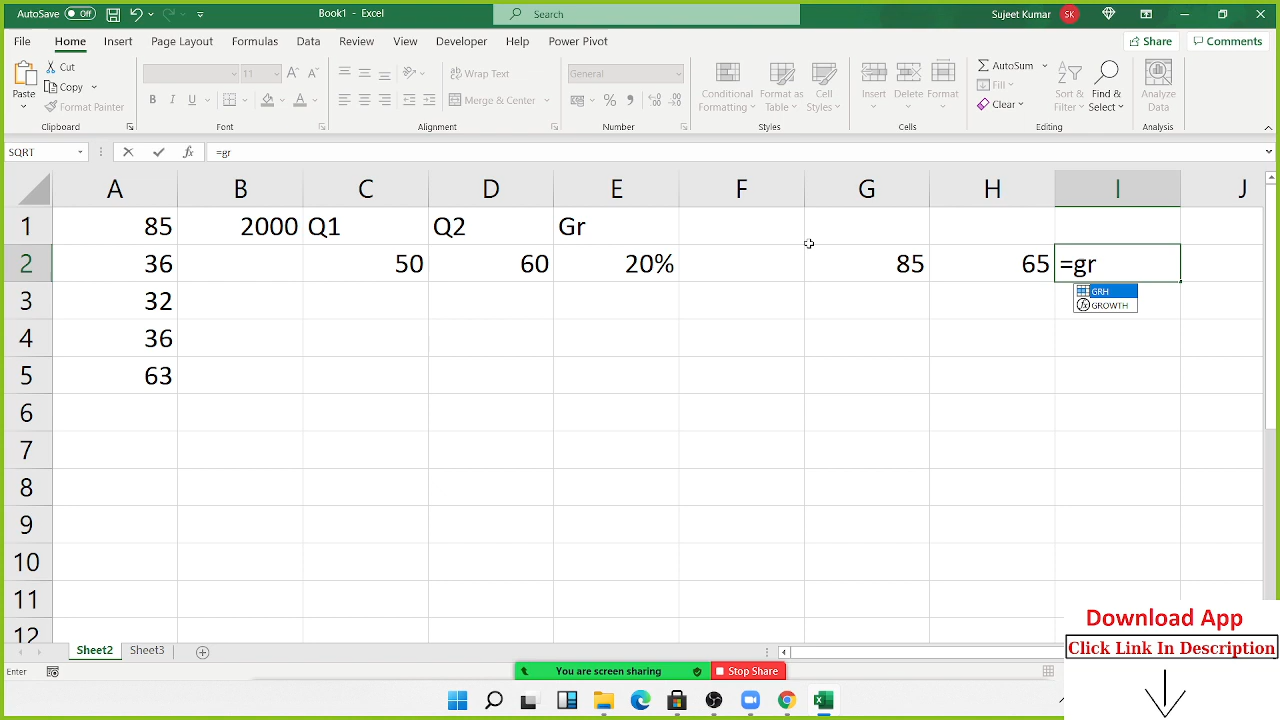 AutoSave Off Book1 - Excel Search Sujeet Kumar SK
File Home Insert Page Layout Formulas Data Review View Developer Help Power Pivot Share Comments
Paste Cut Copy Format Painter Clipboard
11 B I U A A A Font
Wrap Text Merge & Center Alignment
General % Number
Conditional Formatting Format as Table Cell Styles Styles
Insert Delete Format Cells
AutoSum Fill Clear Sort & Filter Find & Select Editing
Analyze Data Analysis
SQRT fx =gr
A B C D E F G H I J
1 85 2000 Q1 Q2 Gr
2 36 50 60 20% 85 65 =gr
GRH
fx GROWTH
3 32
4 36
5 63
6
7
8
9
10
11
12
Sheet2 Sheet3
Enter
You are screen sharing Stop Share
Download App
Click Link In Description